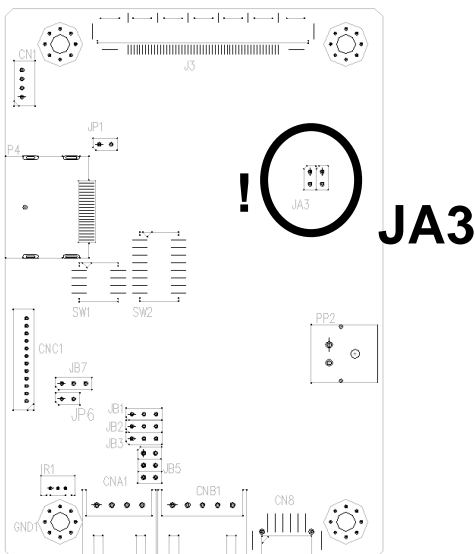 CN1
J3
JP1
P4
!
JA3
JA3
SW1
SW2
PP2
CNC1
JB7
JP6
JB1
JB2
JB3
JB5
IR1
CNA1
CNB1
CN8
GND1